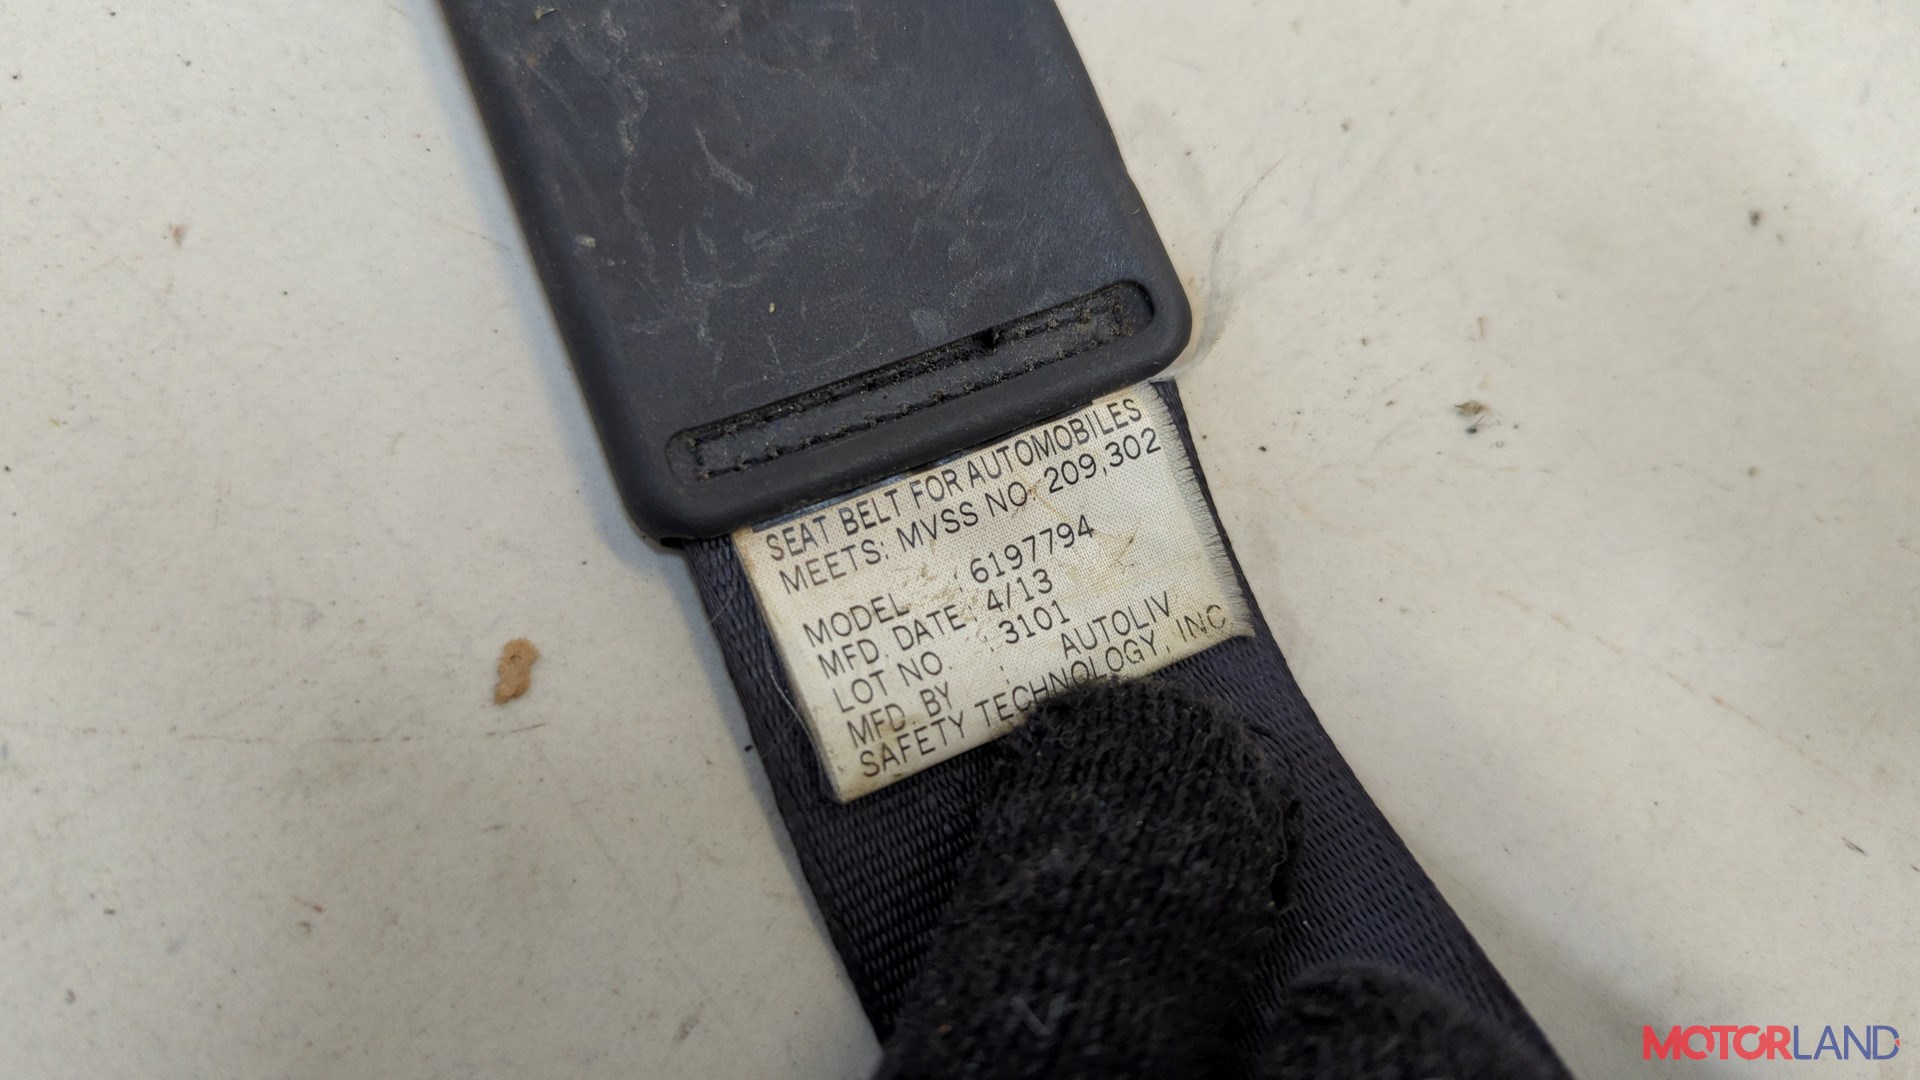 SEAT BELT FOR AUTOMOBILES
MEETS: MVSS NO. 209,302
MODEL : 6197794
MFD. DATE : 4/13
LOT NO. : 3101
MFD. BY : AUTOLIV
SAFETY TECHNOLOGY, INC.
MOTORLAND